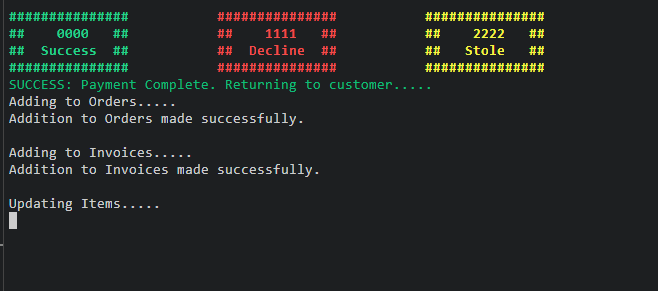 ###############           ###############           ###############
##    0000   ##           ##    1111   ##           ##    2222   ##
##  Success  ##           ##  Decline  ##           ##   Stole   ##
###############           ###############           ###############
SUCCESS: Payment Complete. Returning to customer.....
Adding to Orders.....
Addition to Orders made successfully.
Adding to Invoices.....
Addition to Invoices made successfully.
Updating Items.....